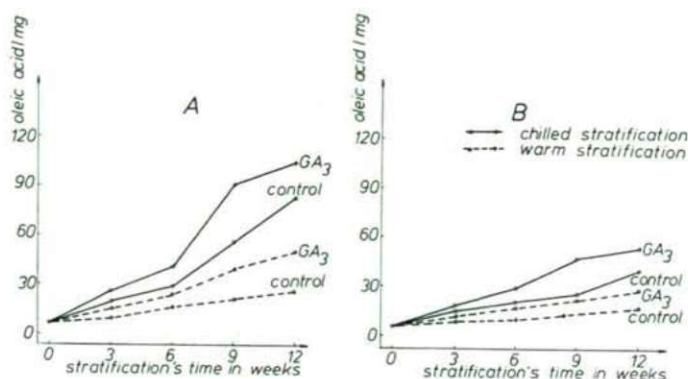 oleic acid/mg
A
120
90
60
30
0
GA3
control
GA3
control
0 3 6 9 12
stratification's time in weeks
oleic acid/mg
B
chilled stratification
warm stratification
120
90
60
30
0
GA3
control
GA3
control
0 3 6 9 12
stratification's time in weeks